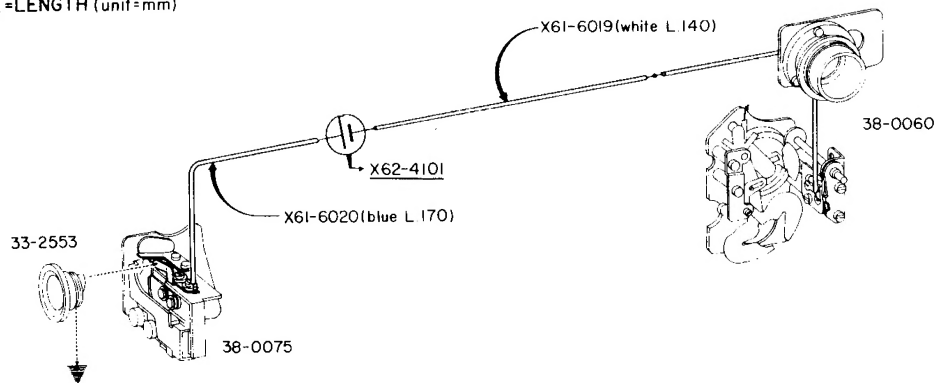 =LENGTH (unit=mm)
X61-6019(white L.140)
38-0060
X62-4101
X61-6020(blue L.170)
33-2553
38-0075